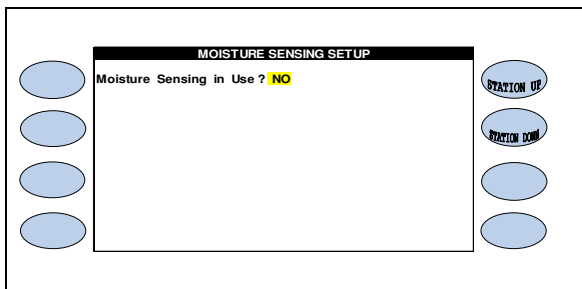 MOISTURE SENSING SETUP
Moisture Sensing in Use ? NO
STATION UP
STATION DOWN